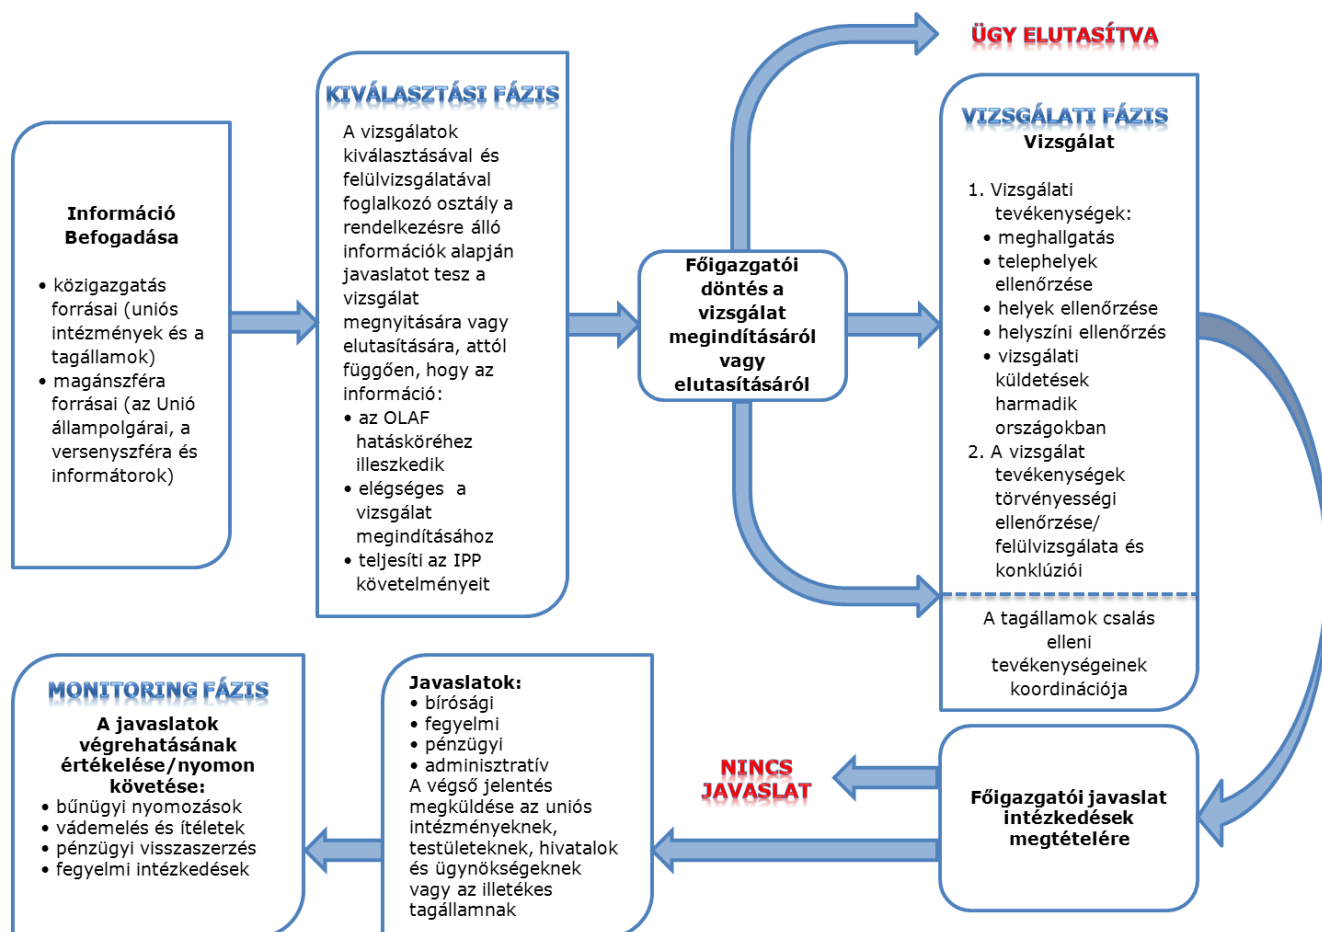 Információ
Befogadása
• közigazgatás
forrásai (uniós
intézmények és a
tagállamok)
• magánszféra
forrásai (az Unió
állampolgárai, a
versenyszféra és
informátorok)
KIVÁLASZTÁSI FÁZIS
A vizsgálatok
kiválasztásával és
felülvizsgálatával
foglalkozó osztály a
rendelkezésre álló
információk alapján
javaslatot tesz a
vizsgálat
megnyitására vagy
elutasítására, attól
függően, hogy az
információ:
• az OLAF
hatásköréhez
illeszkedik
• elégséges a
vizsgálat
megindításához
• teljesíti az IPP
követelményeit
Főigazgatói
döntés a
vizsgálat
megindításáról
vagy
elutasításáról
ÜGY ELUTASÍTVA
VIZSGÁLATI FÁZIS
Vizsgálat
1. Vizsgálati
tevékenységek:
• meghallgatás
• telephelyek
ellenőrzése
• helyek ellenőrzése
• helyszíni ellenőrzés
• vizsgálati
küldetések
harmadik
országokban
2. A vizsgálat
tevékenységek
törvényességi
ellenőrzése/
felülvizsgálata és
konklúziói
A tagállamok csalás
elleni
tevékenységeinek
koordinációja
Főigazgatói javaslat
intézkedések
megtételére
NINCS
JAVASLAT
Javaslatok:
• bírósági
• fegyelmi
• pénzügyi
• adminisztratív
A végső jelentés
megküldése az uniós
intézményeknek,
testületeknek, hivatalok
és ügynökségeknek
vagy az illetékes
tagállamnak
MONITORING FÁZIS
A javaslatok
végrehatásának
értékelése/nyomon
követése:
• bűnügyi nyomozások
• vádemelés és ítéletek
• pénzügyi visszaszerzés
• fegyelmi intézkedések